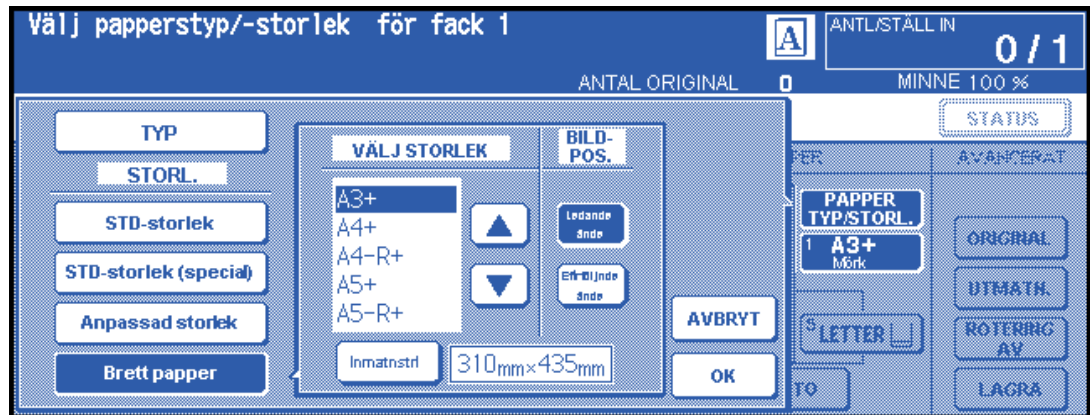 Välj papperstyp/-storlek för fack 1
ANTL/STÄLL IN
0 / 1
ANTAL ORIGINAL 0
MINNE 100 %
STATUS
TYP
STORL.
STD-storlek
STD-storlek (special)
Anpassad storlek
Brett papper
VÄLJ STORLEK
A3+
A4+
A4-R+
A5+
A5-R+
Inmatnstrl
310mm×435mm
BILD-
POS.
Ledande
ände
AVBRYT
OK
PAPPER
TYP/STORL.
1 A3+
Mörk
5 LETTER
AVANCERAT
ORIGINAL
UTMATN.
ROTERING
AV
LAGRA